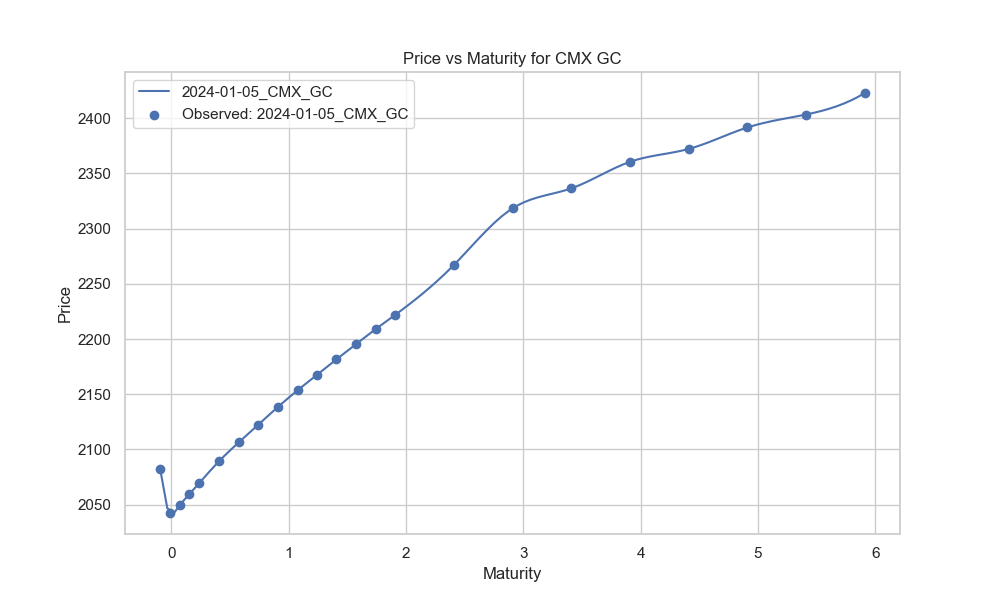 Price vs Maturity for CMX GC
2024-01-05_CMX_GC
Observed: 2024-01-05_CMX_GC
Price
2400
2350
2300
2250
2200
2150
2100
2050
0 1 2 3 4 5 6
Maturity